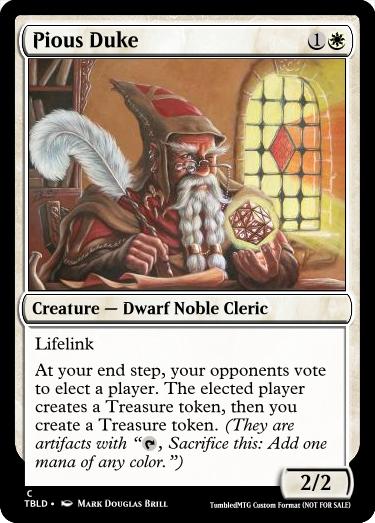 Pious Duke 1
Creature — Dwarf Noble Cleric
Lifelink
At your end step, your opponents vote
to elect a player. The elected player
creates a Treasure token, then you
create a Treasure token. (They are
artifacts with “, Sacrifice this: Add one
mana of any color.”)
2/2
C
TBLD • Mark Douglas Brill
TumbledMTG Custom Format (NOT FOR SALE)